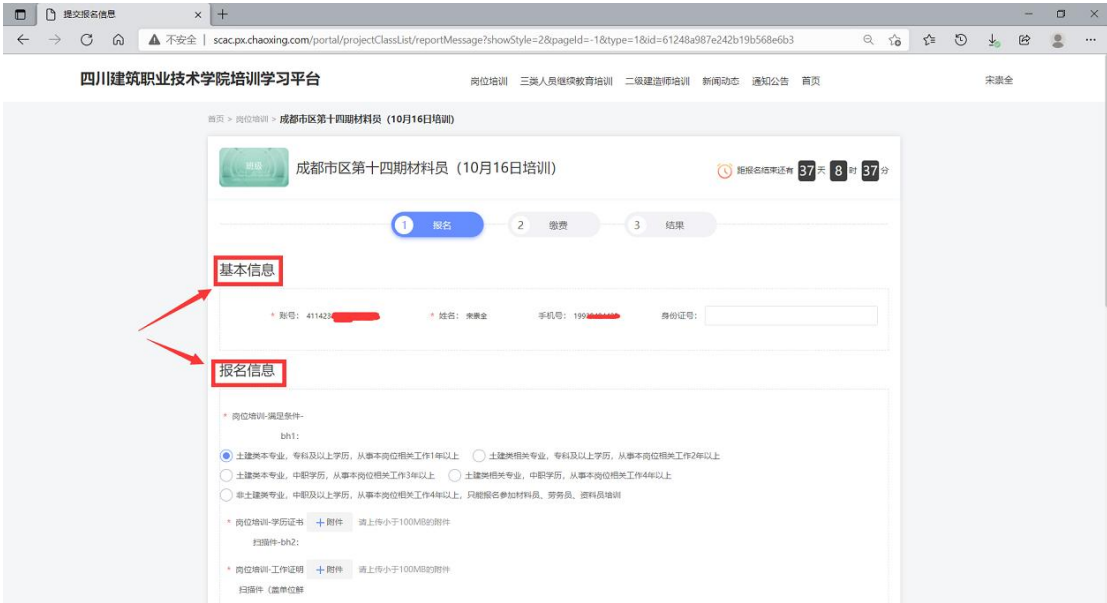 提交报名信息
不安全 | scac.px.chaoxing.com/portal/projectClassList/reportMessage?showStyle=2&pageId=-1&type=1&id=61248a987e242b19b568e6b3
四川建筑职业技术学院培训学习平台 岗位培训 三类人员继续教育培训 二级建造师培训 新闻动态 通知公告 首页 宋崇全
首页 > 岗位培训 > 成都市区第十四期材料员（10月16日培训）
班级 成都市区第十四期材料员（10月16日培训） 距报名结束还有 37 天 8 时 37 分
1 报名 2 缴费 3 结果
基本信息
* 账号: 411423 * 姓名: 宋崇全 手机号: 199 身份证号:
报名信息
* 岗位培训-满足条件-
bh1:
土建类本专业，专科及以上学历，从事本岗位相关工作1年以上 土建类相关专业，专科及以上学历，从事本岗位相关工作2年以上
土建类本专业，中职学历，从事本岗位相关工作3年以上 土建类相关专业，中职学历，从事本岗位相关工作4年以上
非土建类专业，中职及以上学历，从事本岗位相关工作4年以上，只能报名参加材料员、劳务员、资料员培训
* 岗位培训-学历证书 +附件 请上传小于100MB的附件
扫描件-bh2:
* 岗位培训-工作证明 +附件 请上传小于100MB的附件
扫描件（盖单位鲜